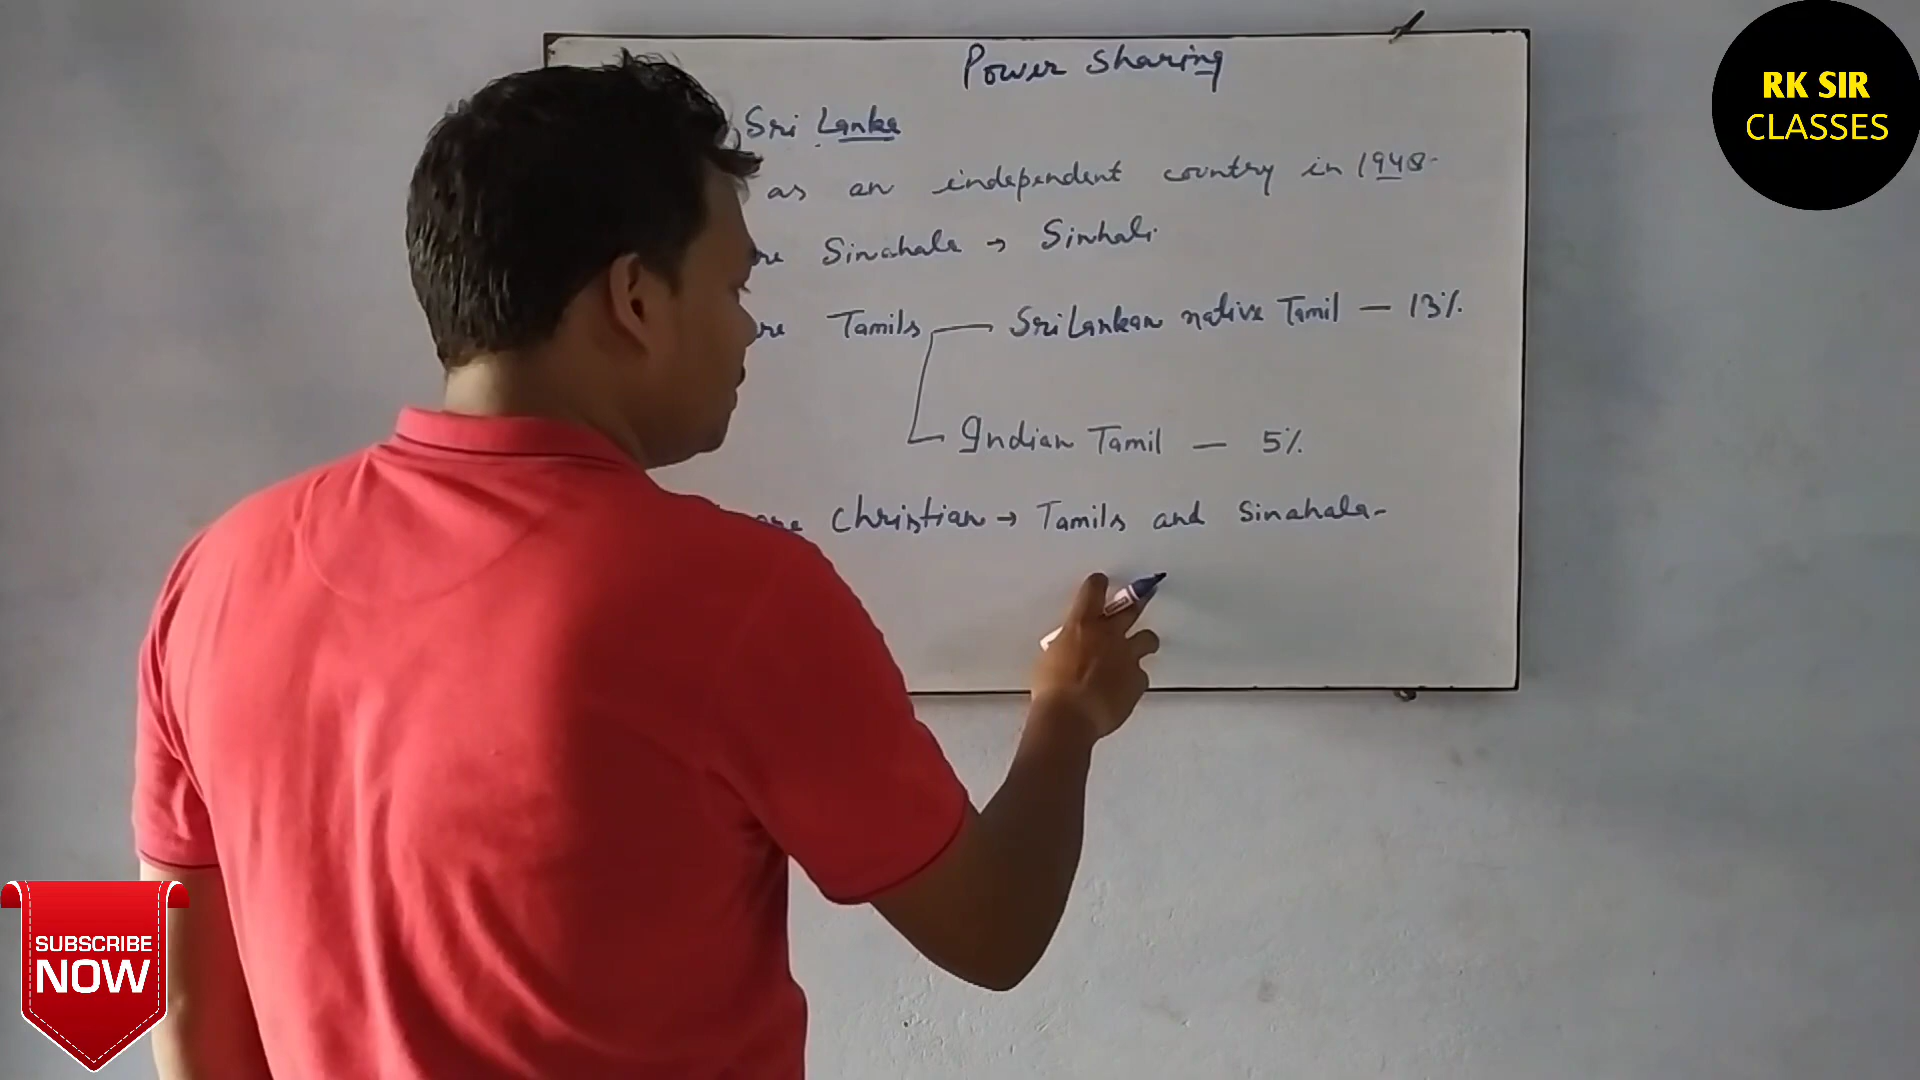 Power Sharing
Sri Lanka
as an independent country in 1948.
Sinahala → Sinhali
Tamils Sri Lankan native Tamil — 13%
Indian Tamil — 5%
are Christian → Tamils and Sinahala.
RK SIR
CLASSES
SUBSCRIBE
NOW